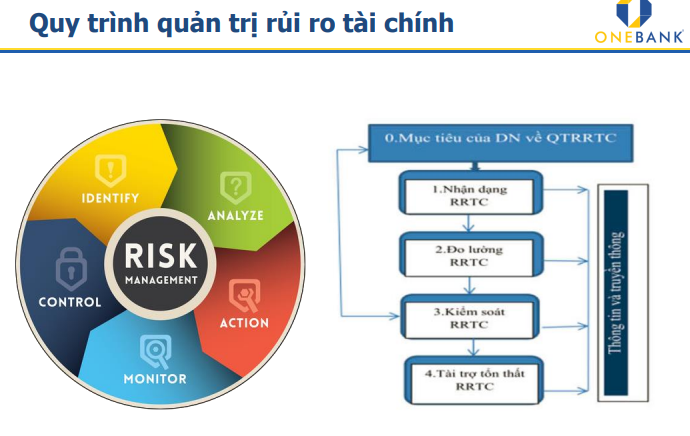 Quy trình quản trị rủi ro tài chính
ONEBANK
IDENTIFY
ANALYZE
RISK
MANAGEMENT
CONTROL
ACTION
MONITOR
0.Mục tiêu của DN về QTRRTC
1.Nhận dạng
RRTC
2.Đo lường
RRTC
3.Kiểm soát
RRTC
4.Tài trợ tổn thất
RRTC
Thông tin và truyền thông